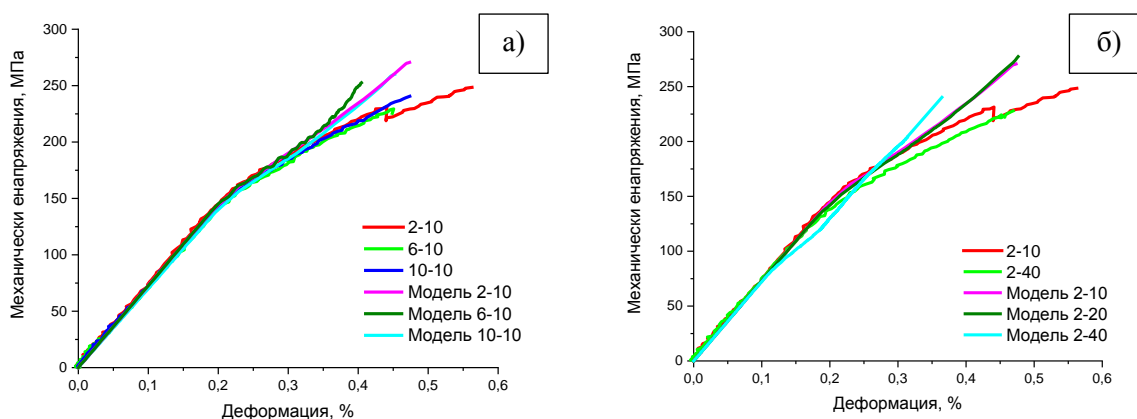 а)
Механически енапряжения, МПа
300
250
200
150
100
50
0
2-10
6-10
10-10
Модель 2-10
Модель 6-10
Модель 10-10
0,0 0,1 0,2 0,3 0,4 0,5 0,6
Деформация, %
б)
Механически енапряжения, МПа
300
250
200
150
100
50
0
2-10
2-40
Модель 2-10
Модель 2-20
Модель 2-40
0,0 0,1 0,2 0,3 0,4 0,5 0,6
Деформация, %